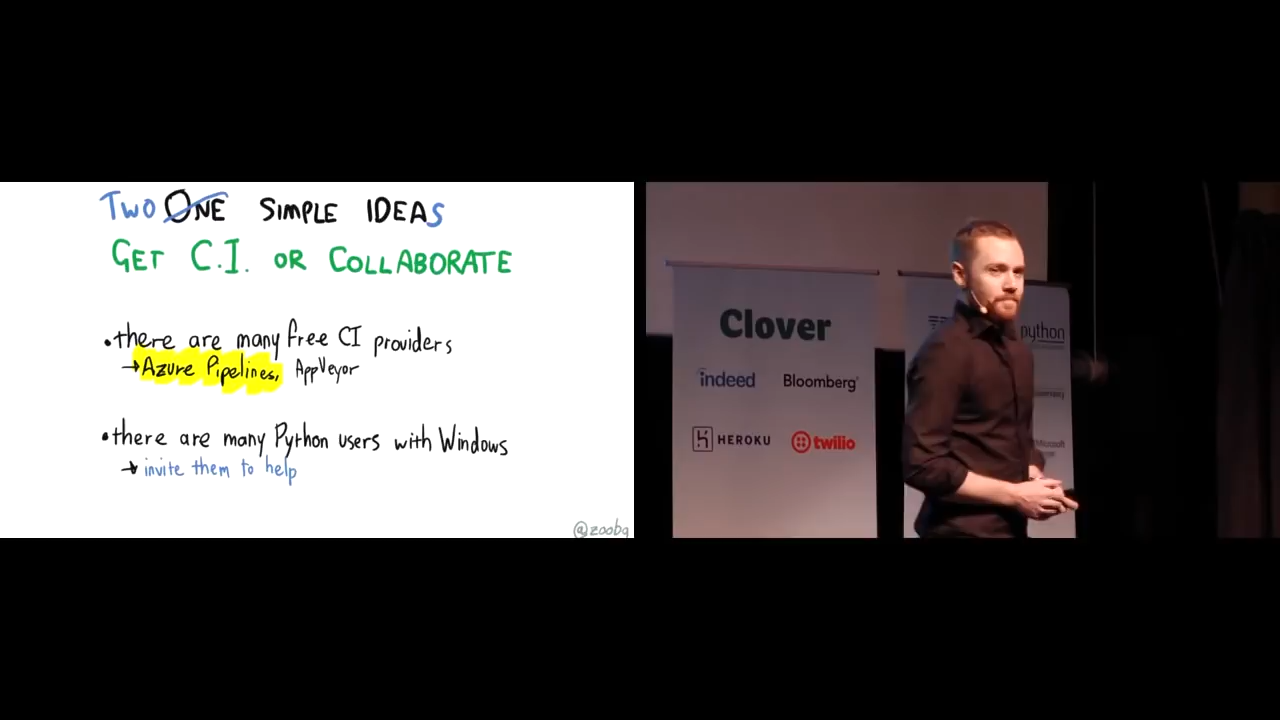 TWO ONE SIMPLE IDEAS
GET C.I. OR COLLABORATE
•there are many free CI providers
→Azure Pipelines, AppVeyor
•there are many Python users with Windows
→ invite them to help
@zooba
Clover
indeed
Bloomberg
HEROKU
twilio
python
Microsoft